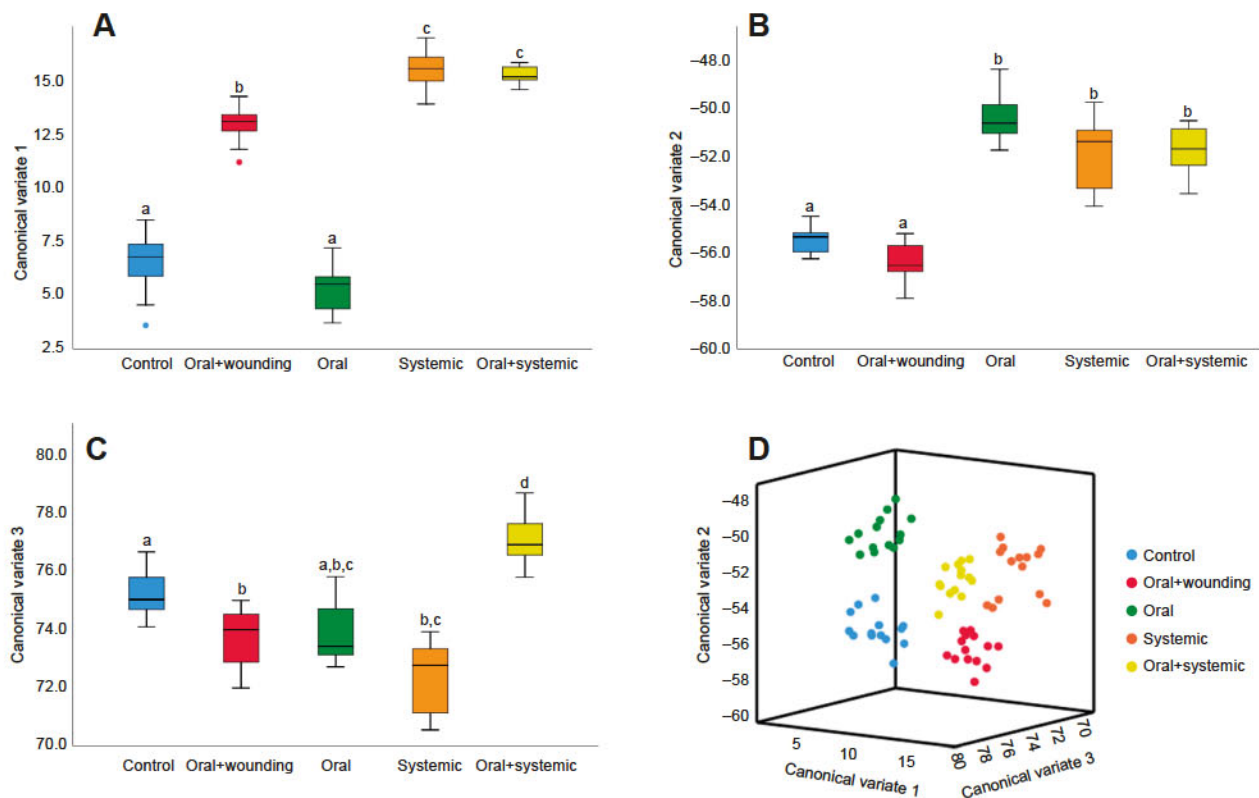 A
Canonical variate 1
15.0
12.5
10.0
7.5
5.0
2.5
a
b
a
c
c
Control
Oral+wounding
Oral
Systemic
Oral+systemic
B
Canonical variate 2
–48.0
–50.0
–52.0
–54.0
–56.0
–58.0
–60.0
a
a
b
b
b
Control
Oral+wounding
Oral
Systemic
Oral+systemic
C
Canonical variate 3
80.0
78.0
76.0
74.0
72.0
70.0
a
b
a,b,c
b,c
d
Control
Oral+wounding
Oral
Systemic
Oral+systemic
D
Canonical variate 2
–48
–50
–52
–54
–56
–58
–60
5
10
15
Canonical variate 1
80
78
76
74
72
70
Canonical variate 3
Control
Oral+wounding
Oral
Systemic
Oral+systemic